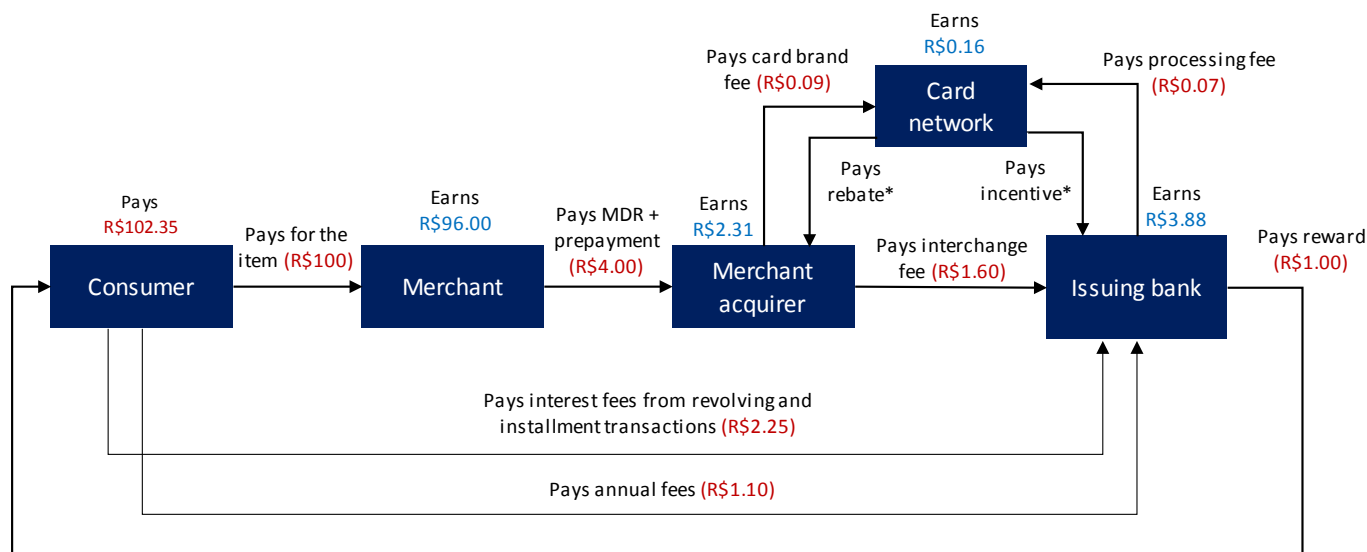 Earns
R$0.16
Pays card brand
fee (R$0.09)
Pays processing fee
(R$0.07)
Card
network
Pays
rebate*
Pays
incentive*
Pays
R$102.35
Earns
R$96.00
Earns
R$2.31
Earns
R$3.88
Pays for the
item (R$100)
Pays MDR +
prepayment
(R$4.00)
Pays interchange
fee (R$1.60)
Pays reward
(R$1.00)
Consumer
Merchant
Merchant
acquirer
Issuing bank
Pays interest fees from revolving and
installment transactions (R$2.25)
Pays annual fees (R$1.10)